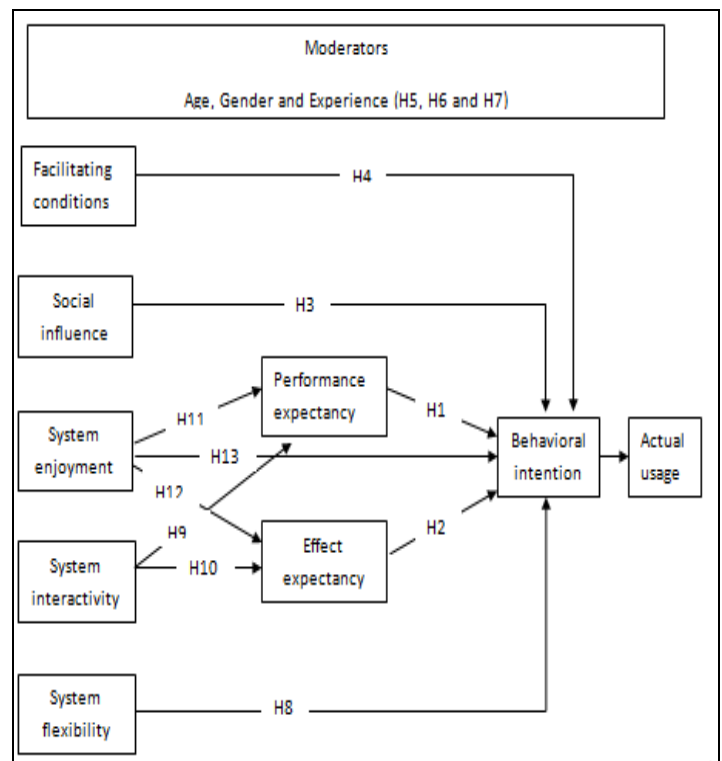 Moderators
Age, Gender and Experience (H5, H6 and H7)
Facilitating
conditions
H4
Social
influence
H3
Performance
expectancy
H11
H1
System
enjoyment
H13
Behavioral
intention
Actual
usage
H12
H9
Effect
expectancy
H2
System
interactivity
H10
System
flexibility
H8